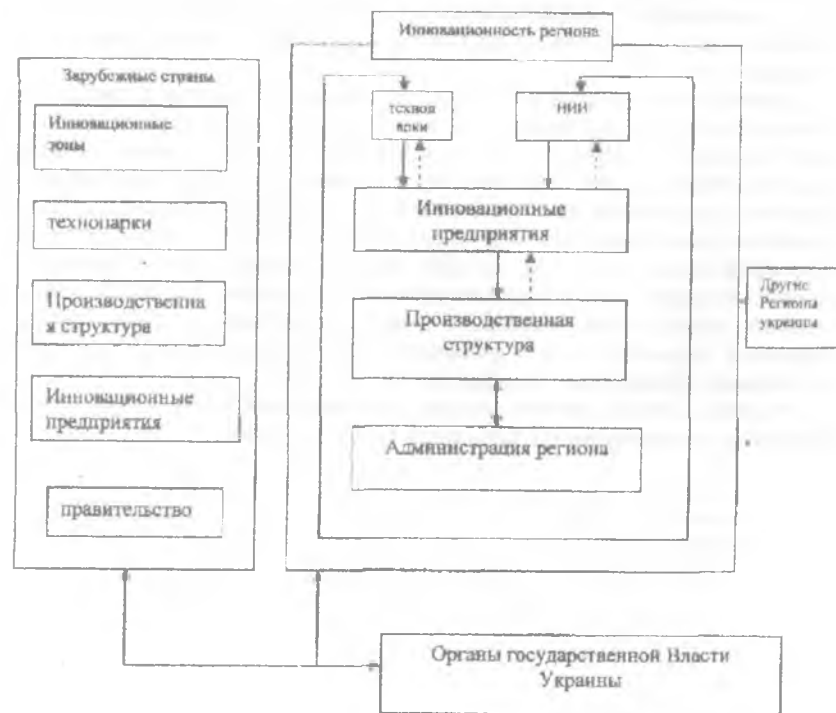 Инновационность региона
Зарубежные страны
Инновационные
зоны
технопарки
Производственна
я структура
Инновационные
предприятия
правительство
техноп
арки
НИИ
Инновационные
предприятия
Производственная
структура
Администрация региона
Другие
Регионы
украины
Органы государственной Власти
Украины